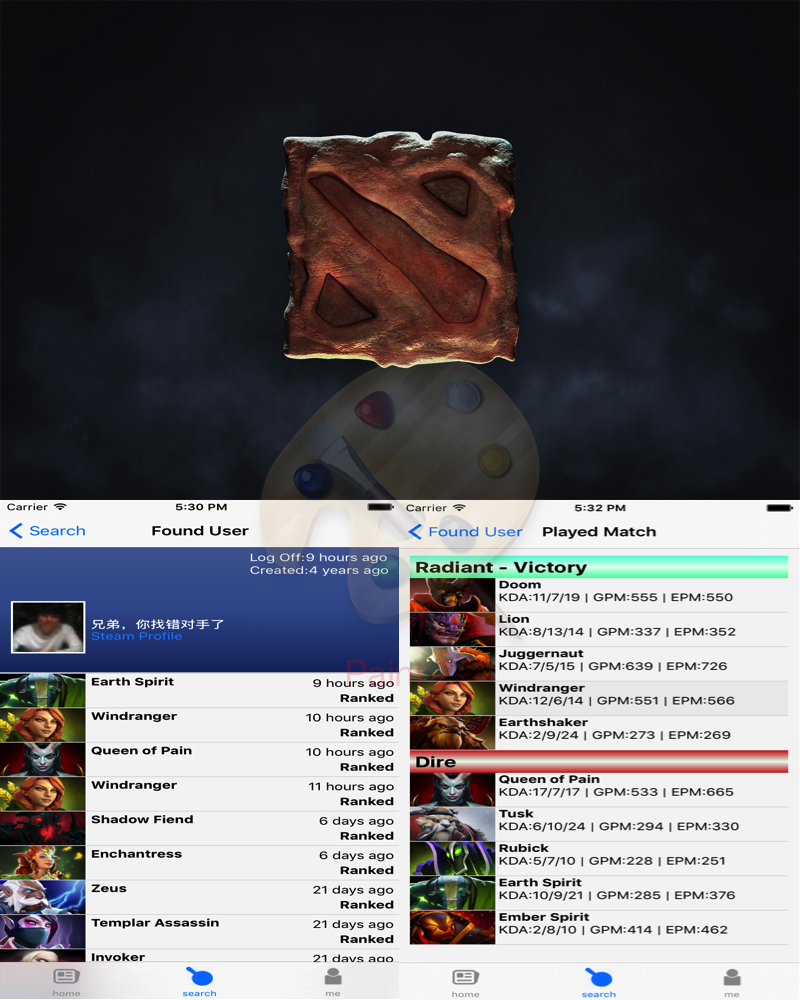 Carrier
5:30 PM
Search
Found User
Log Off:9 hours ago
Created:4 years ago
兄弟，你找错对手了
Steam Profile
Earth Spirit
9 hours ago
Ranked
Windranger
10 hours ago
Ranked
Queen of Pain
10 hours ago
Ranked
Windranger
11 hours ago
Ranked
Shadow Fiend
6 days ago
Ranked
Enchantress
6 days ago
Ranked
Zeus
21 days ago
Ranked
Templar Assassin
21 days ago
Ranked
Invoker
21 days ago
home
search
me
Carrier
5:32 PM
Found User
Played Match
Radiant - Victory
Doom
KDA:11/7/19 | GPM:555 | EPM:550
Lion
KDA:8/13/14 | GPM:337 | EPM:352
Juggernaut
KDA:7/5/15 | GPM:639 | EPM:726
Windranger
KDA:12/6/14 | GPM:551 | EPM:566
Earthshaker
KDA:2/9/24 | GPM:273 | EPM:269
Dire
Queen of Pain
KDA:17/7/17 | GPM:533 | EPM:665
Tusk
KDA:6/10/24 | GPM:294 | EPM:330
Rubick
KDA:5/7/10 | GPM:228 | EPM:251
Earth Spirit
KDA:10/9/21 | GPM:285 | EPM:376
Ember Spirit
KDA:2/8/10 | GPM:414 | EPM:462
home
search
me